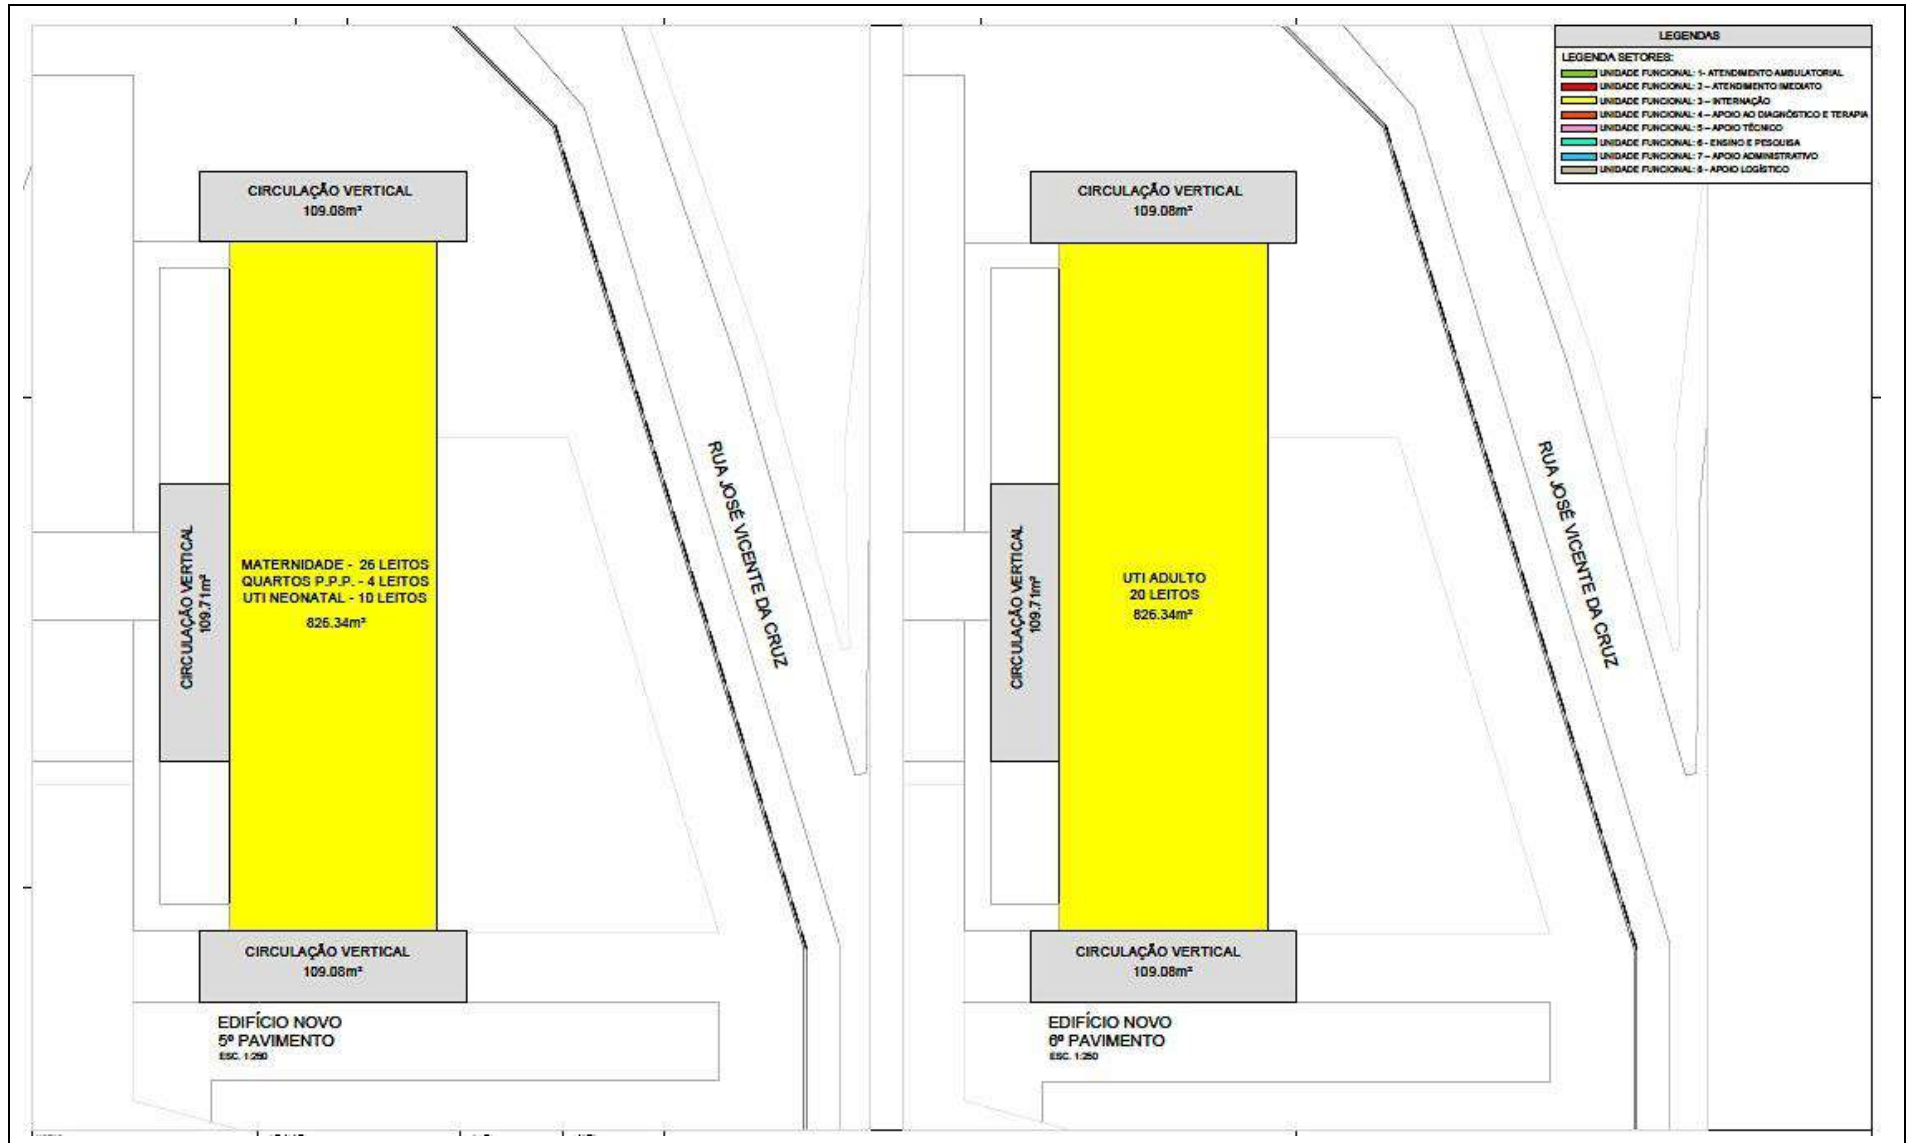 CIRCULAÇÃO VERTICAL
109.08m²
CIRCULAÇÃO VERTICAL
109.71m²
MATERNIDADE - 26 LEITOS
QUARTOS P.P.P. - 4 LEITOS
UTI NEONATAL - 10 LEITOS
826.34m²
RUA JOSÉ VICENTE DA CRUZ
CIRCULAÇÃO VERTICAL
109.08m²
EDIFÍCIO NOVO
5º PAVIMENTO
ESC. 1:250
CIRCULAÇÃO VERTICAL
109.08m²
CIRCULAÇÃO VERTICAL
109.71m²
UTI ADULTO
20 LEITOS
826.34m²
RUA JOSÉ VICENTE DA CRUZ
CIRCULAÇÃO VERTICAL
109.08m²
EDIFÍCIO NOVO
6º PAVIMENTO
ESC. 1:250
LEGENDAS
LEGENDA SETORES:
UNIDADE FUNCIONAL: 1- ATENDIMENTO AMBULATORIAL
UNIDADE FUNCIONAL: 2 – ATENDIMENTO IMEDIATO
UNIDADE FUNCIONAL: 3 – INTERNAÇÃO
UNIDADE FUNCIONAL: 4 – APOIO AO DIAGNÓSTICO E TERAPIA
UNIDADE FUNCIONAL: 5 – APOIO TÉCNICO
UNIDADE FUNCIONAL: 6 - ENSINO E PESQUISA
UNIDADE FUNCIONAL: 7 – APOIO ADMINISTRATIVO
UNIDADE FUNCIONAL: 8 - APOIO LOGÍSTICO